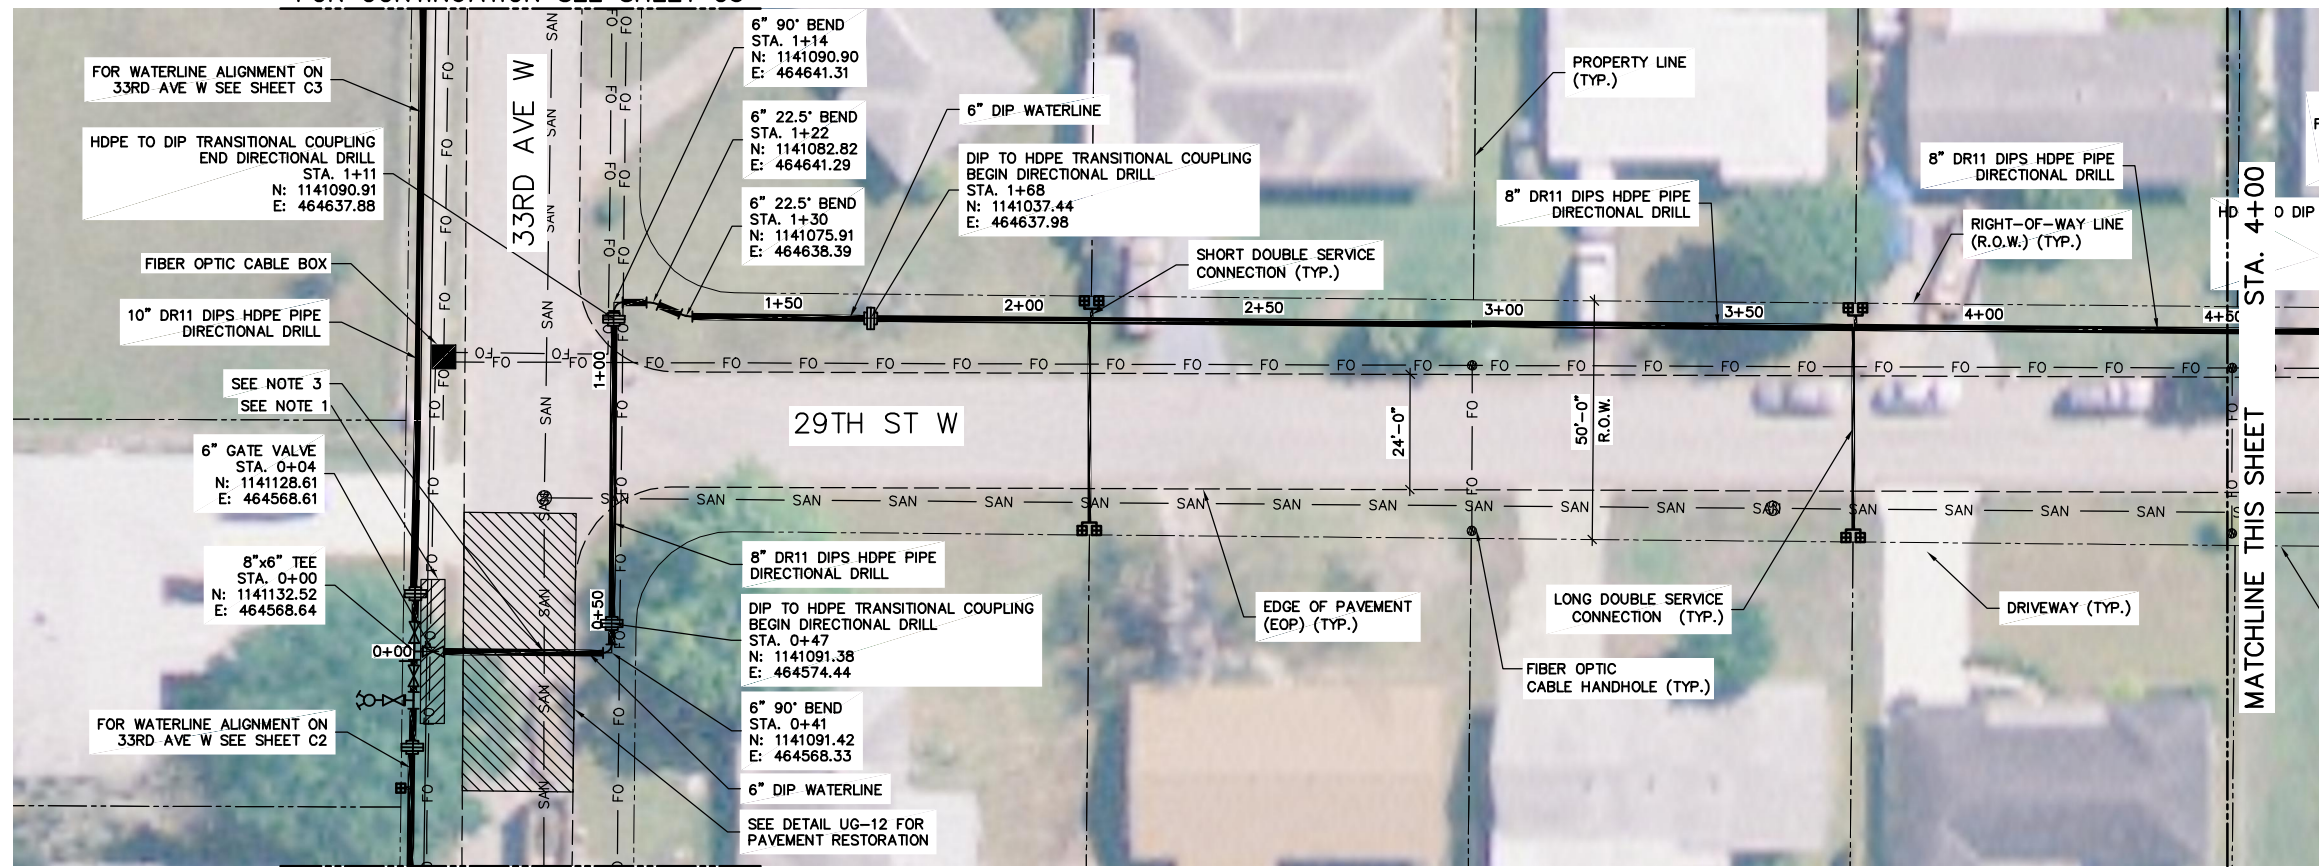 FOR WATERLINE ALIGNMENT ON
33RD AVE W SEE SHEET C3
HDPE TO DIP TRANSITIONAL COUPLING
END DIRECTIONAL DRILL
STA. 1+11
N: 1141090.91
E: 464637.88
FIBER OPTIC CABLE BOX
10" DR11 DIPS HDPE PIPE
DIRECTIONAL DRILL
SEE NOTE 3
SEE NOTE 1
6" GATE VALVE
STA. 0+04
N: 1141128.61
E: 464568.61
8"x6" TEE
STA. 0+00
N: 1141132.52
E: 464568.64
0+00
FOR WATERLINE ALIGNMENT ON
33RD AVE W SEE SHEET C2
33RD AVE W
6" 90° BEND
STA. 1+14
N: 1141090.90
E: 464641.31
6" 22.5° BEND
STA. 1+22
N: 1141082.82
E: 464641.29
6" 22.5° BEND
STA. 1+30
N: 1141075.91
E: 464638.39
6" DIP WATERLINE
DIP TO HDPE TRANSITIONAL COUPLING
BEGIN DIRECTIONAL DRILL
STA. 1+68
N: 1141037.44
E: 464637.98
SHORT DOUBLE SERVICE
CONNECTION (TYP.)
PROPERTY LINE
(TYP.)
8" DR11 DIPS HDPE PIPE
DIRECTIONAL DRILL
8" DR11 DIPS HDPE PIPE
DIRECTIONAL DRILL
RIGHT-OF-WAY LINE
(R.O.W.) (TYP.)
1+00
0+50
1+50
2+00
2+50
3+00
3+50
4+00
4+50
29TH ST W
24'-0"
50'-0"
R.O.W.
8" DR11 DIPS HDPE PIPE
DIRECTIONAL DRILL
DIP TO HDPE TRANSITIONAL COUPLING
BEGIN DIRECTIONAL DRILL
STA. 0+47
N: 1141091.38
E: 464574.44
6" 90° BEND
STA. 0+41
N: 1141091.42
E: 464568.33
6" DIP WATERLINE
SEE DETAIL UG-12 FOR
PAVEMENT RESTORATION
EDGE OF PAVEMENT
(EOP) (TYP.)
LONG DOUBLE SERVICE
CONNECTION (TYP.)
FIBER OPTIC
CABLE HANDHOLE (TYP.)
DRIVEWAY (TYP.)
MATCHLINE THIS SHEET STA. 4+00
FO
SAN